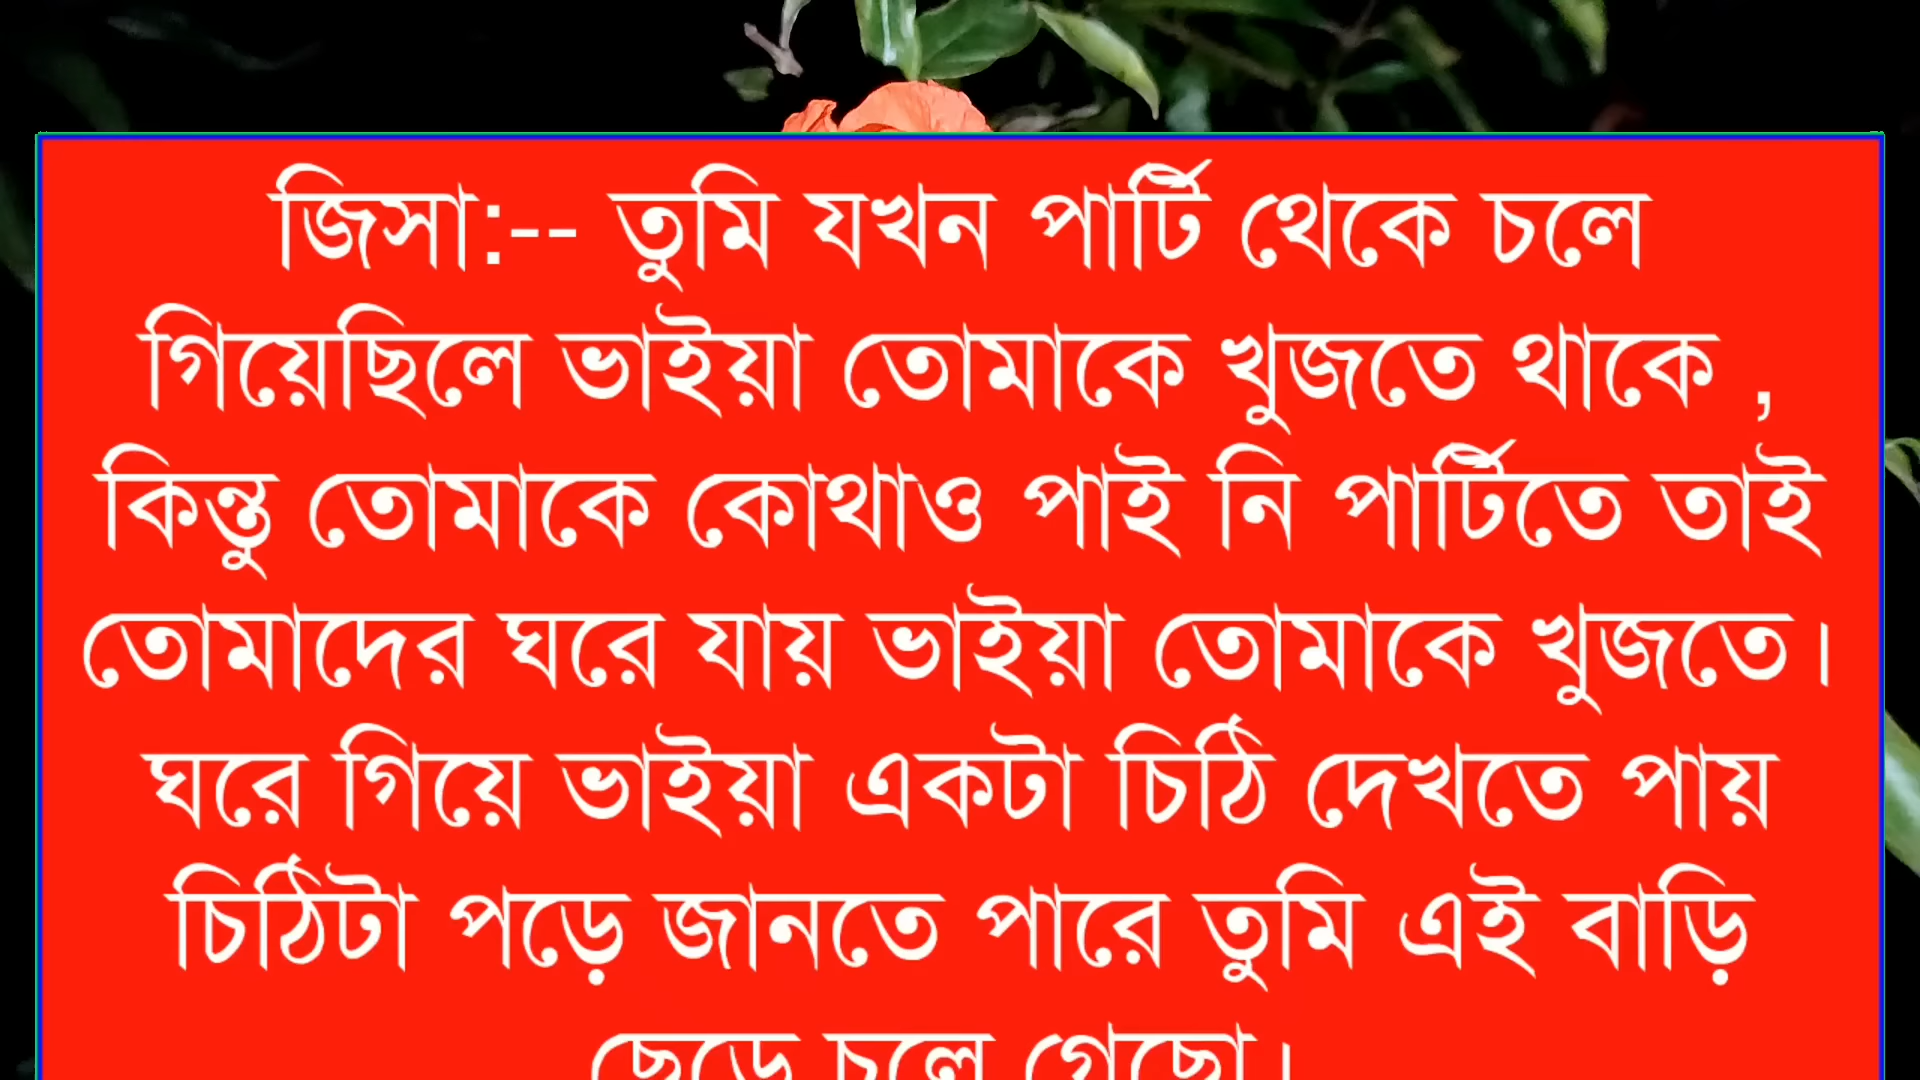 জিসা:-- তুমি যখন পার্টি থেকে চলে
গিয়েছিলে ভাইয়া তোমাকে খুজতে থাকে ,
কিন্তু তোমাকে কোথাও পাই নি পার্টিতে তাই
তোমাদের ঘরে যায় ভাইয়া তোমাকে খুজতে।
ঘরে গিয়ে ভাইয়া একটা চিঠি দেখতে পায়
চিঠিটা পড়ে জানতে পারে তুমি এই বাড়ি
ছেড়ে চলে গেছো।